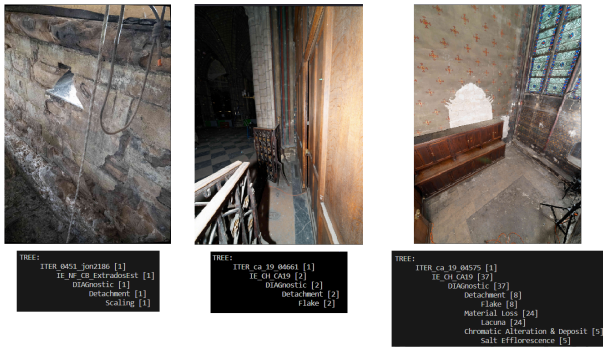 TREE:
ITER_0451_jon2186 [1]
IE_NF_CB_ExtradosEst [1]
DIAGnostic [1]
Detachment [1]
Scaling [1]
TREE:
ITER_ca_19_04661 [1]
IE_CH_CA19 [2]
DIAGnostic [2]
Detachment [2]
Flake [2]
TREE:
ITER_ca_19_04575 [1]
IE_CH_CA19 [37]
DIAGnostic [37]
Detachment [8]
Flake [8]
Material Loss [24]
Lacuna [24]
Chromatic Alteration & Deposit [5]
Salt Efflorescence [5]